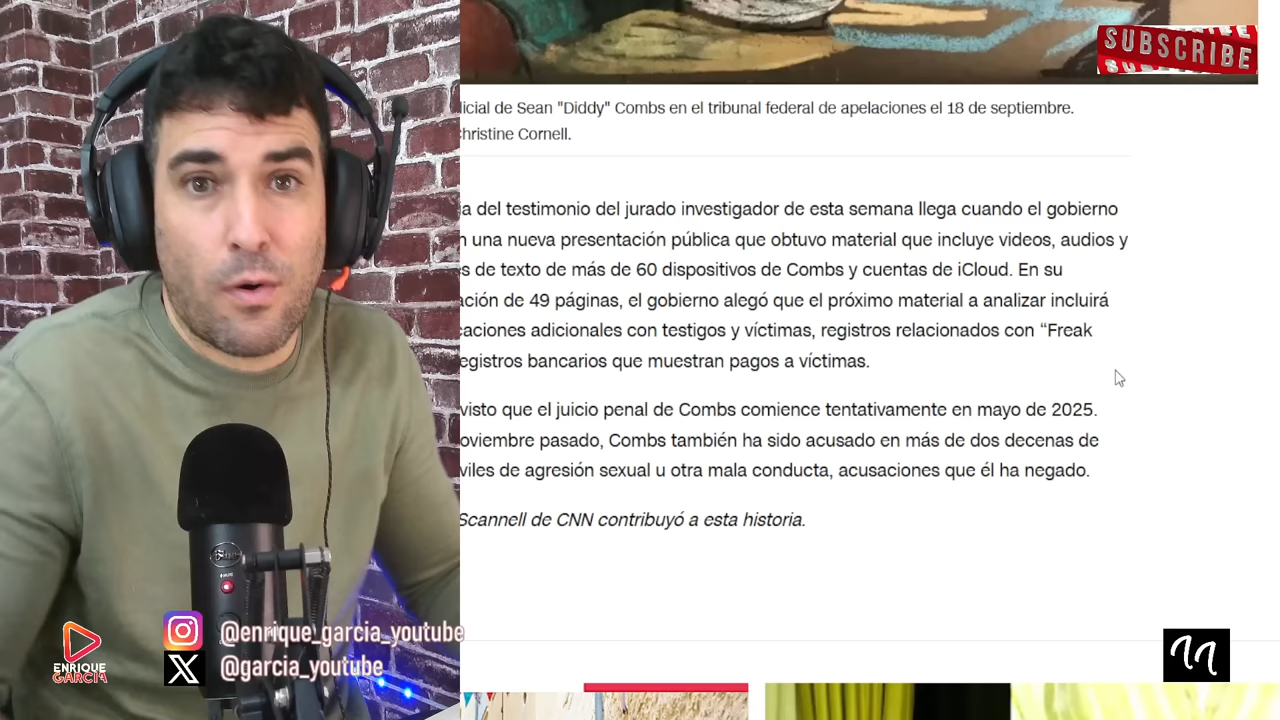 SUBSCRIBE
icial de Sean "Diddy" Combs en el tribunal federal de apelaciones el 18 de septiembre.
hristine Cornell.
a del testimonio del jurado investigador de esta semana llega cuando el gobierno
n una nueva presentación pública que obtuvo material que incluye videos, audios y
s de texto de más de 60 dispositivos de Combs y cuentas de iCloud. En su
ación de 49 páginas, el gobierno alegó que el próximo material a analizar incluirá
caciones adicionales con testigos y víctimas, registros relacionados con “Freak
egistros bancarios que muestran pagos a víctimas.
visto que el juicio penal de Combs comience tentativamente en mayo de 2025.
oviembre pasado, Combs también ha sido acusado en más de dos decenas de
viles de agresión sexual u otra mala conducta, acusaciones que él ha negado.
Scannell de CNN contribuyó a esta historia.
@enrique_garcia_youtube
@garcia_youtube
ENRIQUE
GARCIA